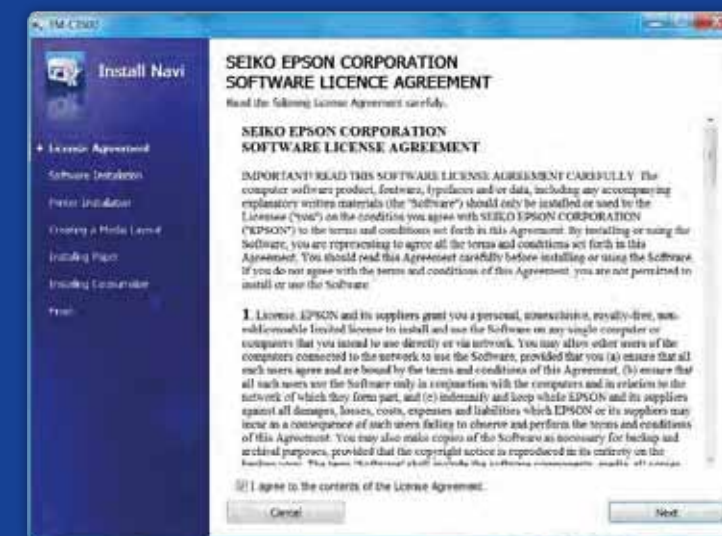 TM-C3500
Install Navi
License Agreement
Software Installation
Printer Installation
Creating a Media Layout
Installing Paper
Installing Consumables
Finish
SEIKO EPSON CORPORATION
SOFTWARE LICENCE AGREEMENT
Read the following License Agreement carefully.
SEIKO EPSON CORPORATION
SOFTWARE LICENSE AGREEMENT
IMPORTANT! READ THIS SOFTWARE LICENSE AGREEMENT CAREFULLY. The
computer software product, fontware, typefaces and/or data, including any accompanying
explanatory written materials (the "Software") should only be installed or used by the
Licensee ("you") on the condition you agree with SEIKO EPSON CORPORATION
("EPSON") to the terms and conditions set forth in this Agreement. By installing or using the
Software, you are representing to agree all the terms and conditions set forth in this
Agreement. You should read this Agreement carefully before installing or using the Software.
If you do not agree with the terms and conditions of this Agreement, you are not permitted to
install or use the Software.
1. License. EPSON and its suppliers grant you a personal, nonexclusive, royalty-free, non-
sublicensable limited license to install and use the Software on any single computer or
computers that you intend to use directly or via network. You may allow other users of the
computers connected to the network to use the Software, provided that you (a) ensure that all
such users agree and are bound by the terms and conditions of this Agreement, (b) ensure that
all such users use the Software only in conjunction with the computers and in relation to the
network of which they form part, and (c) indemnify and keep whole EPSON and its suppliers
against all damages, losses, costs, expenses and liabilities which EPSON or its suppliers may
incur as a consequence of such users failing to observe and perform the terms and conditions
of this Agreement. You may also make copies of the Software as necessary for backup and
archival purposes, provided that the copyright notice is reproduced in its entirety on the
backup copy. The term "Software" shall include the software components, media, all copies
I agree to the contents of the License Agreement.
Cancel
Next